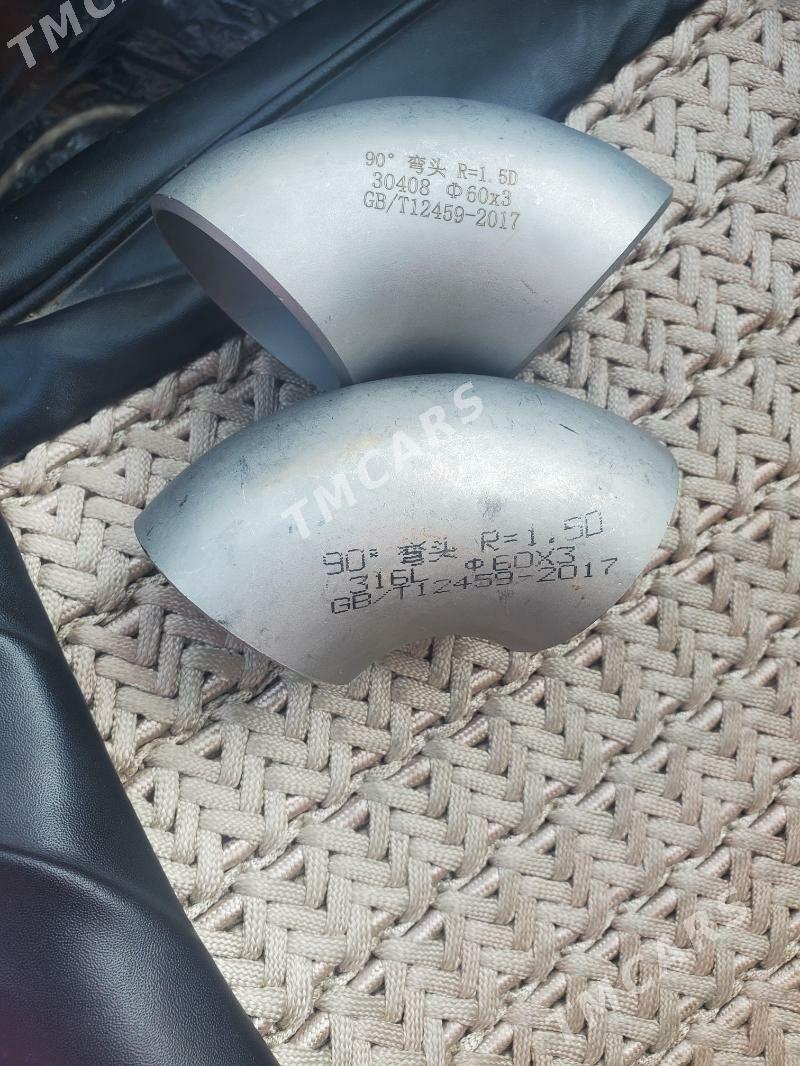 TMCARS
90° 弯头 R=1.5D
30408 Φ60x3
GB/T12459-2017
TMCARS
90° 弯头 R=1.5D
316L Φ60X3
GB/T12459-2017
TMCARS